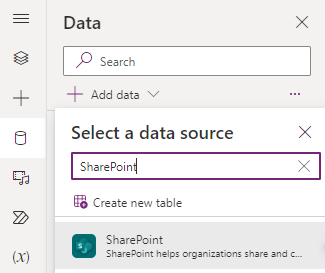 Data
Search
Add data
Select a data source
SharePoint
Create new table
SharePoint
SharePoint helps organizations share and c...
(x)